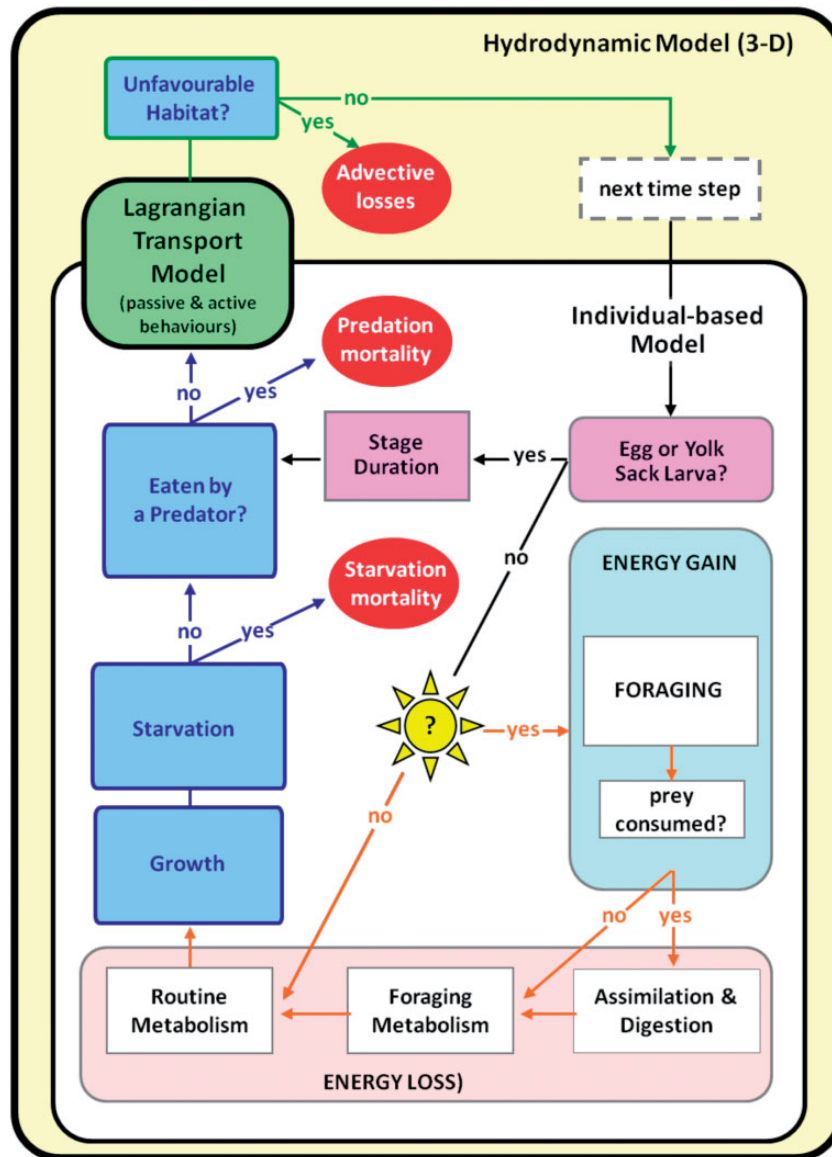 Hydrodynamic Model (3-D)
Unfavourable
Habitat?
no
yes
Advective
losses
next time step
Lagrangian
Transport
Model
(passive & active
behaviours)
Individual-based
Model
Predation
mortality
no
yes
Stage
Duration
yes
Egg or Yolk
Sack Larva?
Eaten by
a Predator?
no
Starvation
mortality
ENERGY GAIN
no
yes
FORAGING
Starvation
?
yes
prey
consumed?
no
Growth
no
yes
Routine
Metabolism
Foraging
Metabolism
Assimilation &
Digestion
ENERGY LOSS)